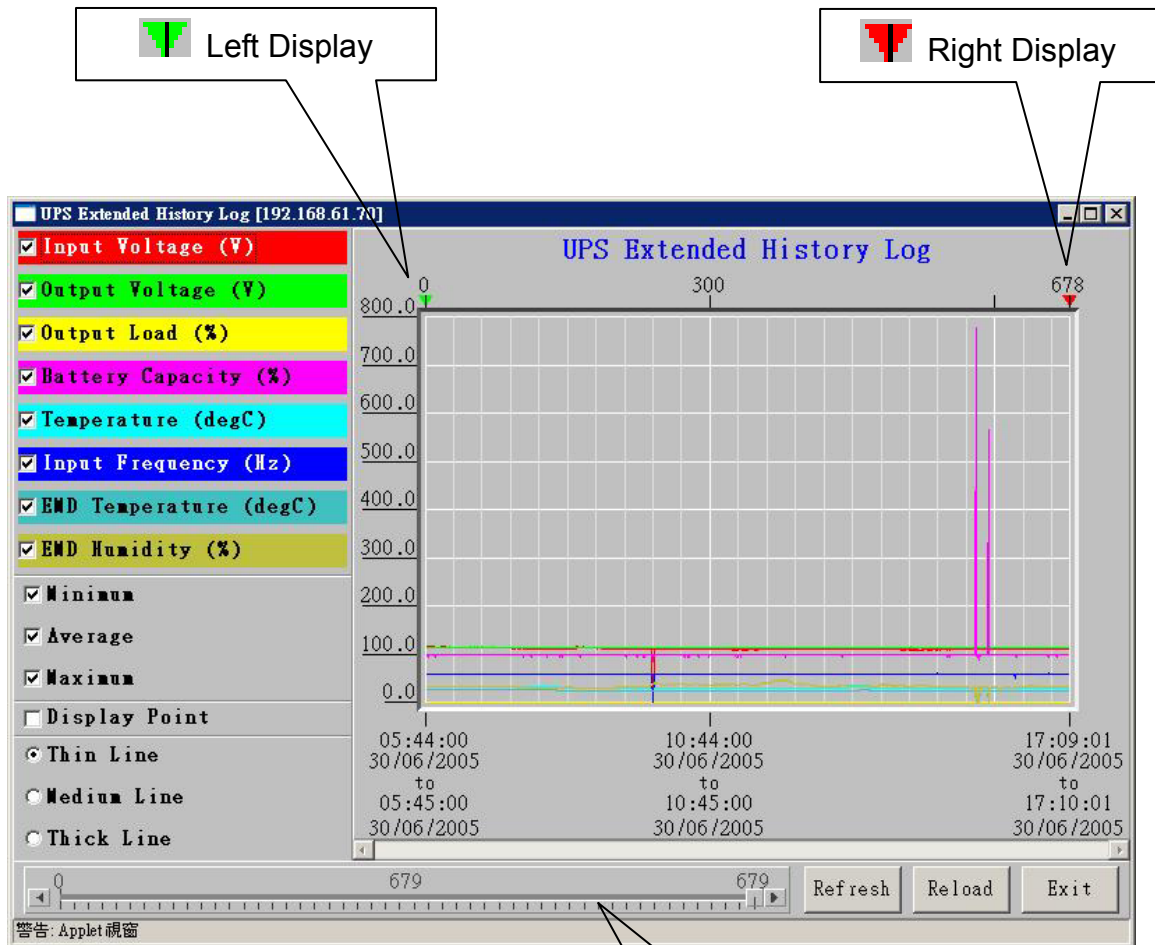 Left Display
Right Display
UPS Extended History Log [192.168.61.70]
Input Voltage (V)
Output Voltage (V)
Output Load (%)
Battery Capacity (%)
Temperature (degC)
Input Frequency (Hz)
EMD Temperature (degC)
EMD Humidity (%)
Minimum
Average
Maximum
Display Point
Thin Line
Medium Line
Thick Line
UPS Extended History Log
0 300 678
800.0
700.0
600.0
500.0
400.0
300.0
200.0
100.0
0.0
05:44:00 10:44:00 17:09:01
30/06/2005 30/06/2005 30/06/2005
to to to
05:45:00 10:45:00 17:10:01
30/06/2005 30/06/2005 30/06/2005
0 679 679
Refresh Reload Exit
警告: Applet 視窗